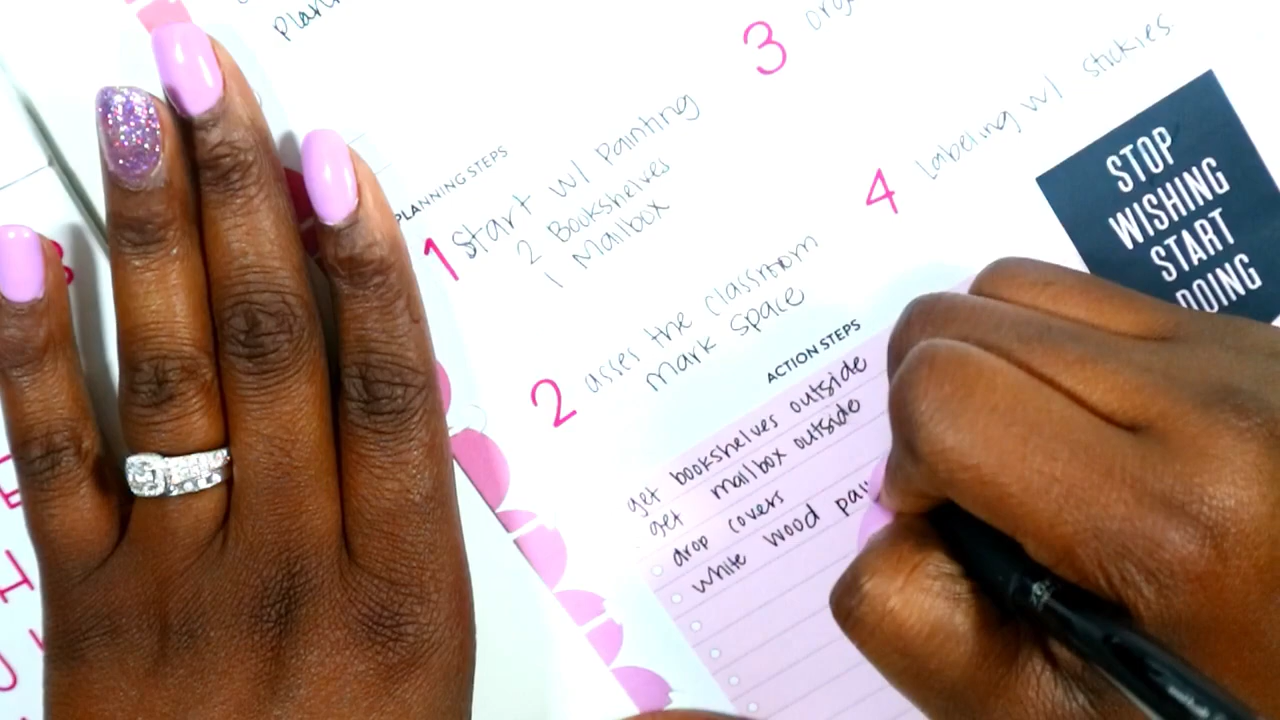 PLANNING STEPS
1 Start w/ Painting
2 Bookshelves
1 Mailbox
2 asses the classroom
mark space
3
4 Labeling w/ stickies
STOP
WISHING
START
DOING
ACTION STEPS
get bookshelves outside
get mailbox outside
drop covers
white wood